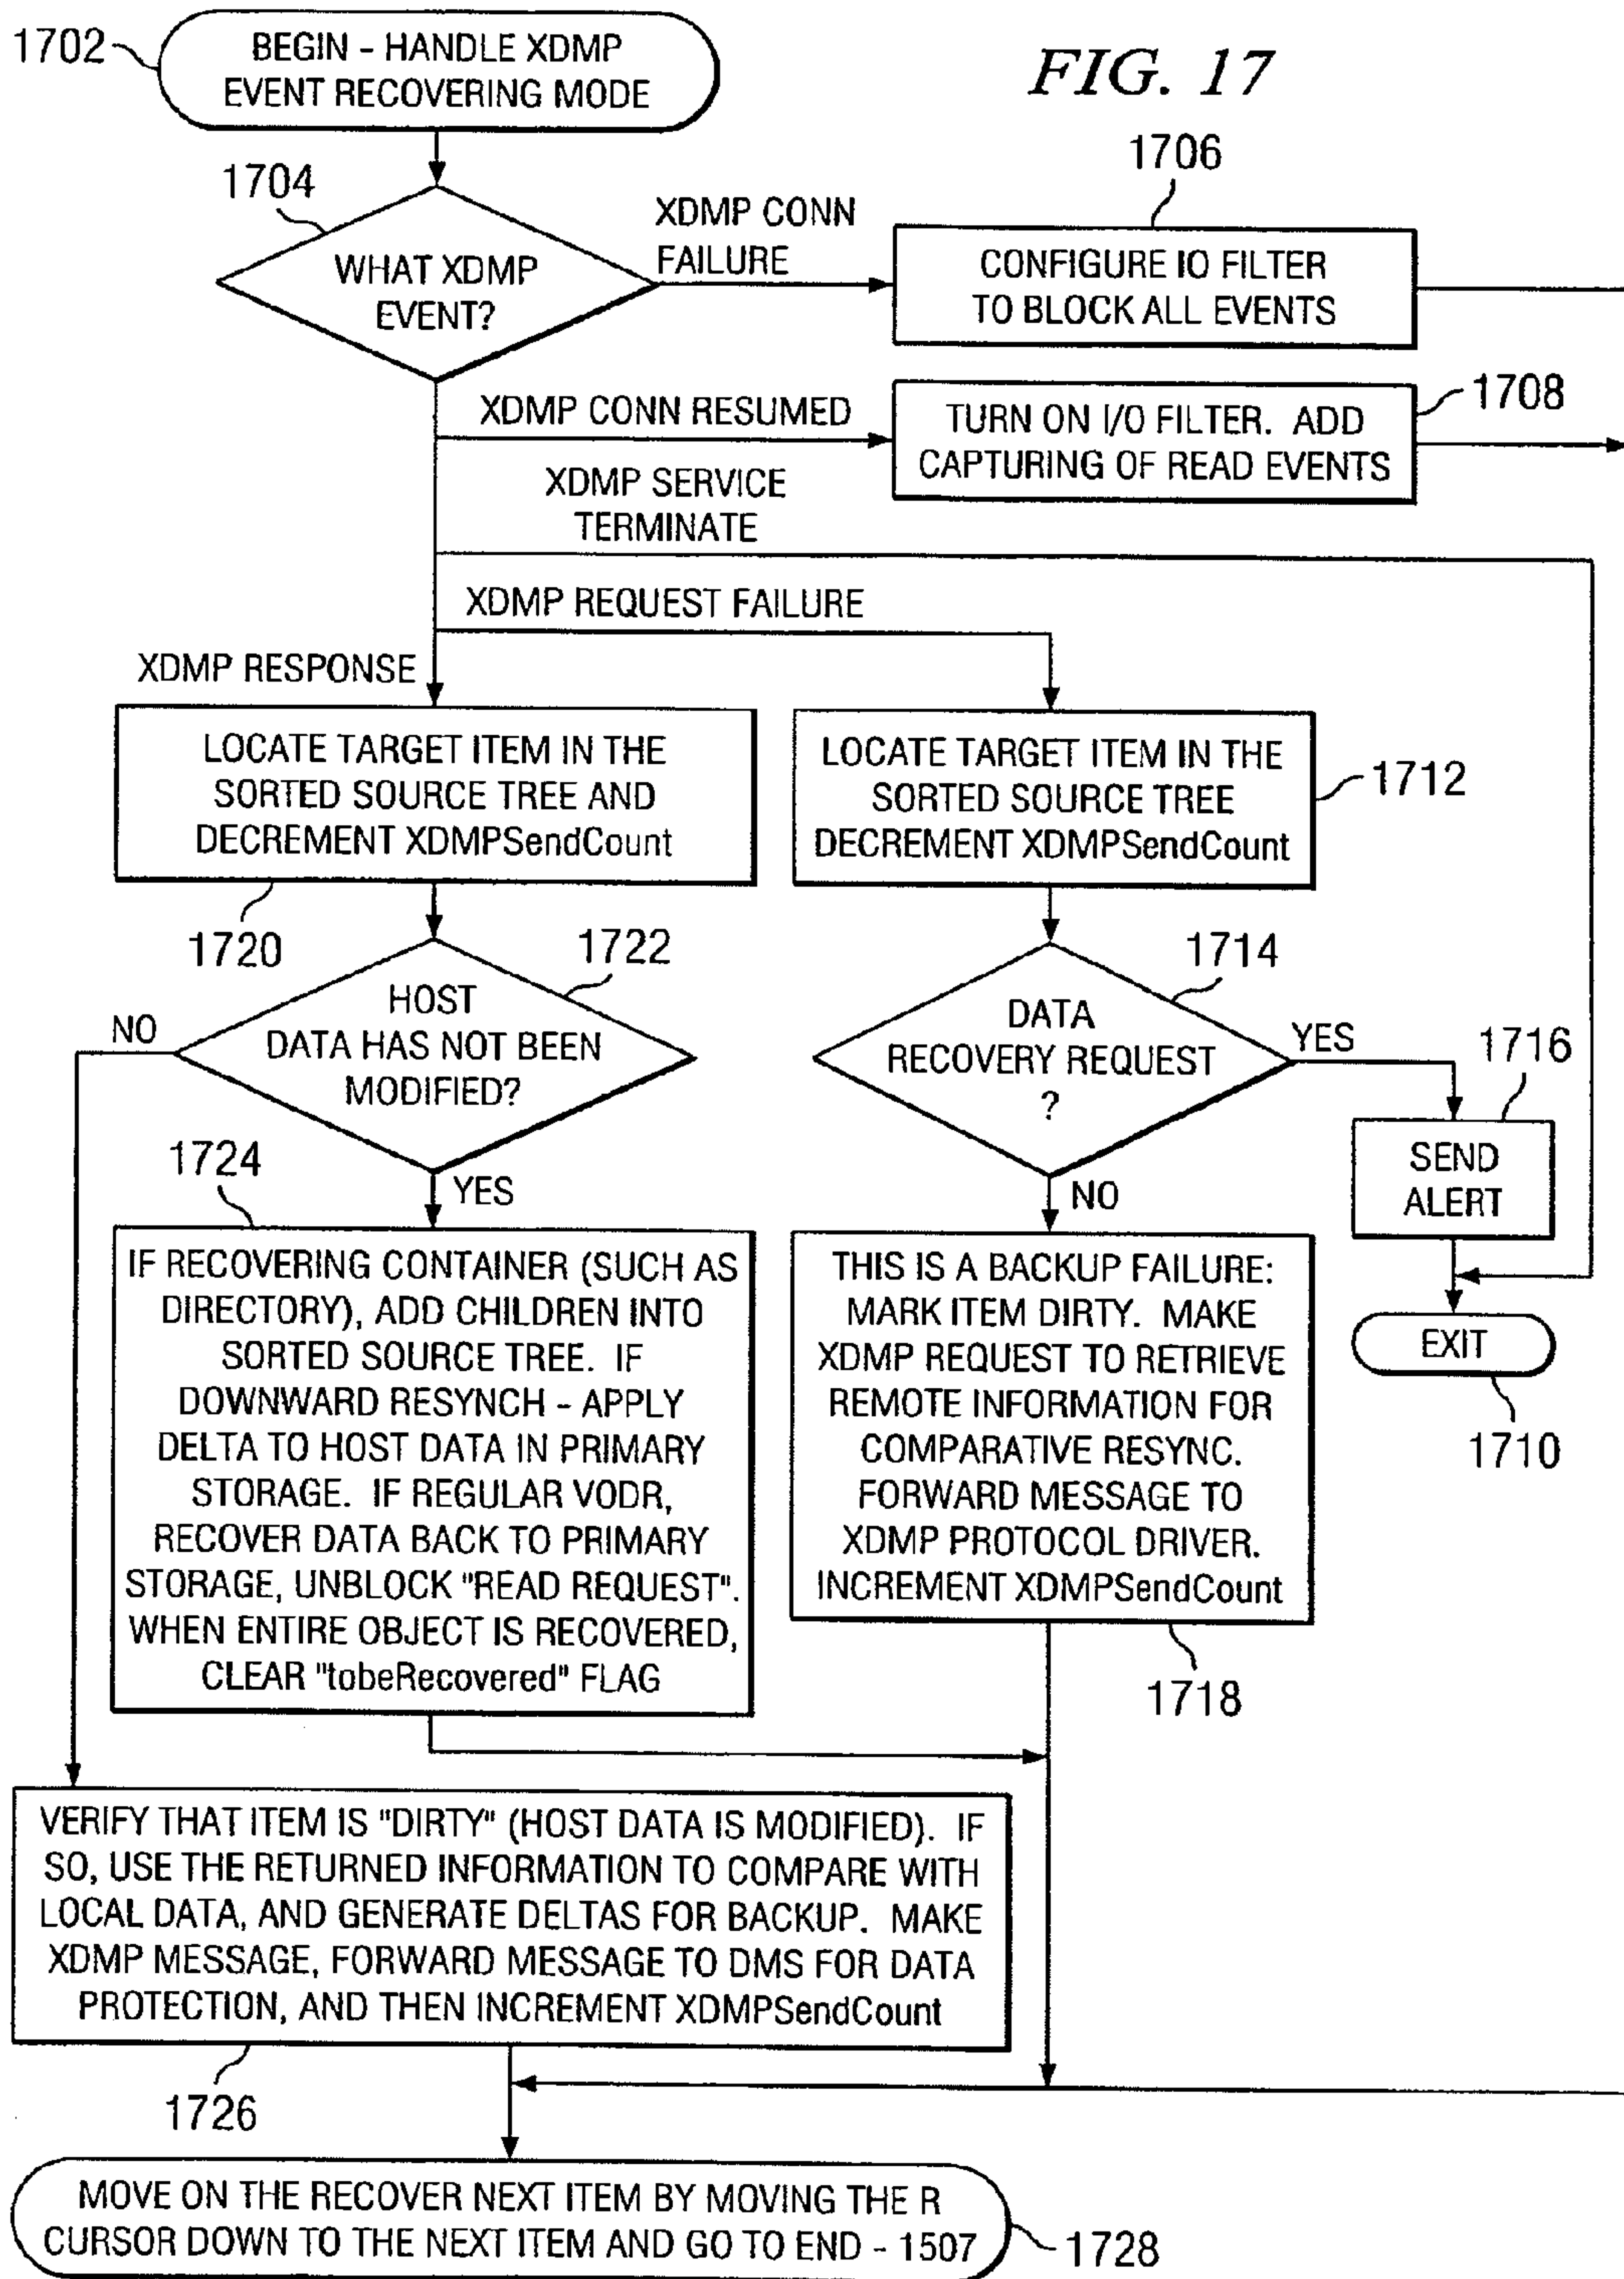 1702
BEGIN - HANDLE XDMP
EVENT RECOVERING MODE
FIG. 17
1704
WHAT XDMP
EVENT?
XDMP CONN
FAILURE
1706
CONFIGURE IO FILTER
TO BLOCK ALL EVENTS
XDMP CONN RESUMED
1708
TURN ON I/O FILTER. ADD
CAPTURING OF READ EVENTS
XDMP SERVICE
TERMINATE
XDMP REQUEST FAILURE
XDMP RESPONSE
LOCATE TARGET ITEM IN THE
SORTED SOURCE TREE AND
DECREMENT XDMPSendCount
1720
LOCATE TARGET ITEM IN THE
SORTED SOURCE TREE
DECREMENT XDMPSendCount
1712
1722
HOST
DATA HAS NOT BEEN
MODIFIED?
NO
YES
1714
DATA
RECOVERY REQUEST
?
YES
NO
1716
SEND
ALERT
EXIT
1710
1724
IF RECOVERING CONTAINER (SUCH AS
DIRECTORY), ADD CHILDREN INTO
SORTED SOURCE TREE. IF
DOWNWARD RESYNCH - APPLY
DELTA TO HOST DATA IN PRIMARY
STORAGE. IF REGULAR VODR,
RECOVER DATA BACK TO PRIMARY
STORAGE, UNBLOCK "READ REQUEST".
WHEN ENTIRE OBJECT IS RECOVERED,
CLEAR "tobeRecovered" FLAG
THIS IS A BACKUP FAILURE:
MARK ITEM DIRTY. MAKE
XDMP REQUEST TO RETRIEVE
REMOTE INFORMATION FOR
COMPARATIVE RESYNC.
FORWARD MESSAGE TO
XDMP PROTOCOL DRIVER.
INCREMENT XDMPSendCount
1718
VERIFY THAT ITEM IS "DIRTY" (HOST DATA IS MODIFIED). IF
SO, USE THE RETURNED INFORMATION TO COMPARE WITH
LOCAL DATA, AND GENERATE DELTAS FOR BACKUP. MAKE
XDMP MESSAGE, FORWARD MESSAGE TO DMS FOR DATA
PROTECTION, AND THEN INCREMENT XDMPSendCount
1726
MOVE ON THE RECOVER NEXT ITEM BY MOVING THE R
CURSOR DOWN TO THE NEXT ITEM AND GO TO END - 1507
1728